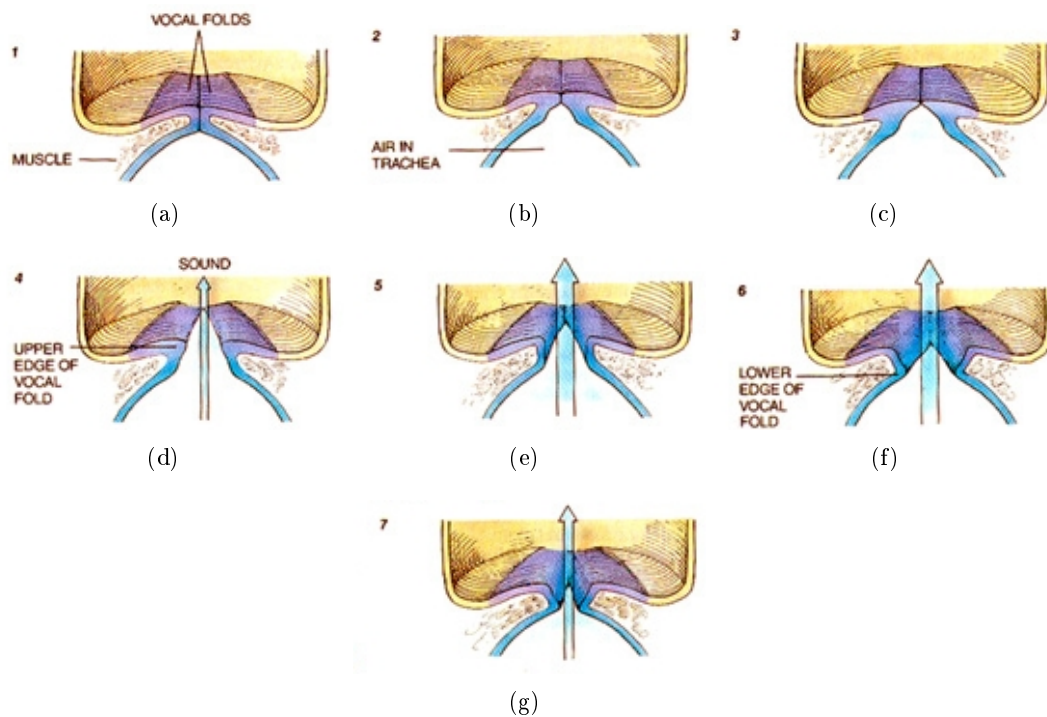 VOCAL FOLDS
1
MUSCLE
(a)
2
AIR IN
TRACHEA
(b)
3
(c)
4
SOUND
UPPER
EDGE OF
VOCAL
FOLD
(d)
5
(e)
6
LOWER
EDGE OF
VOCAL
FOLD
(f)
7
(g)